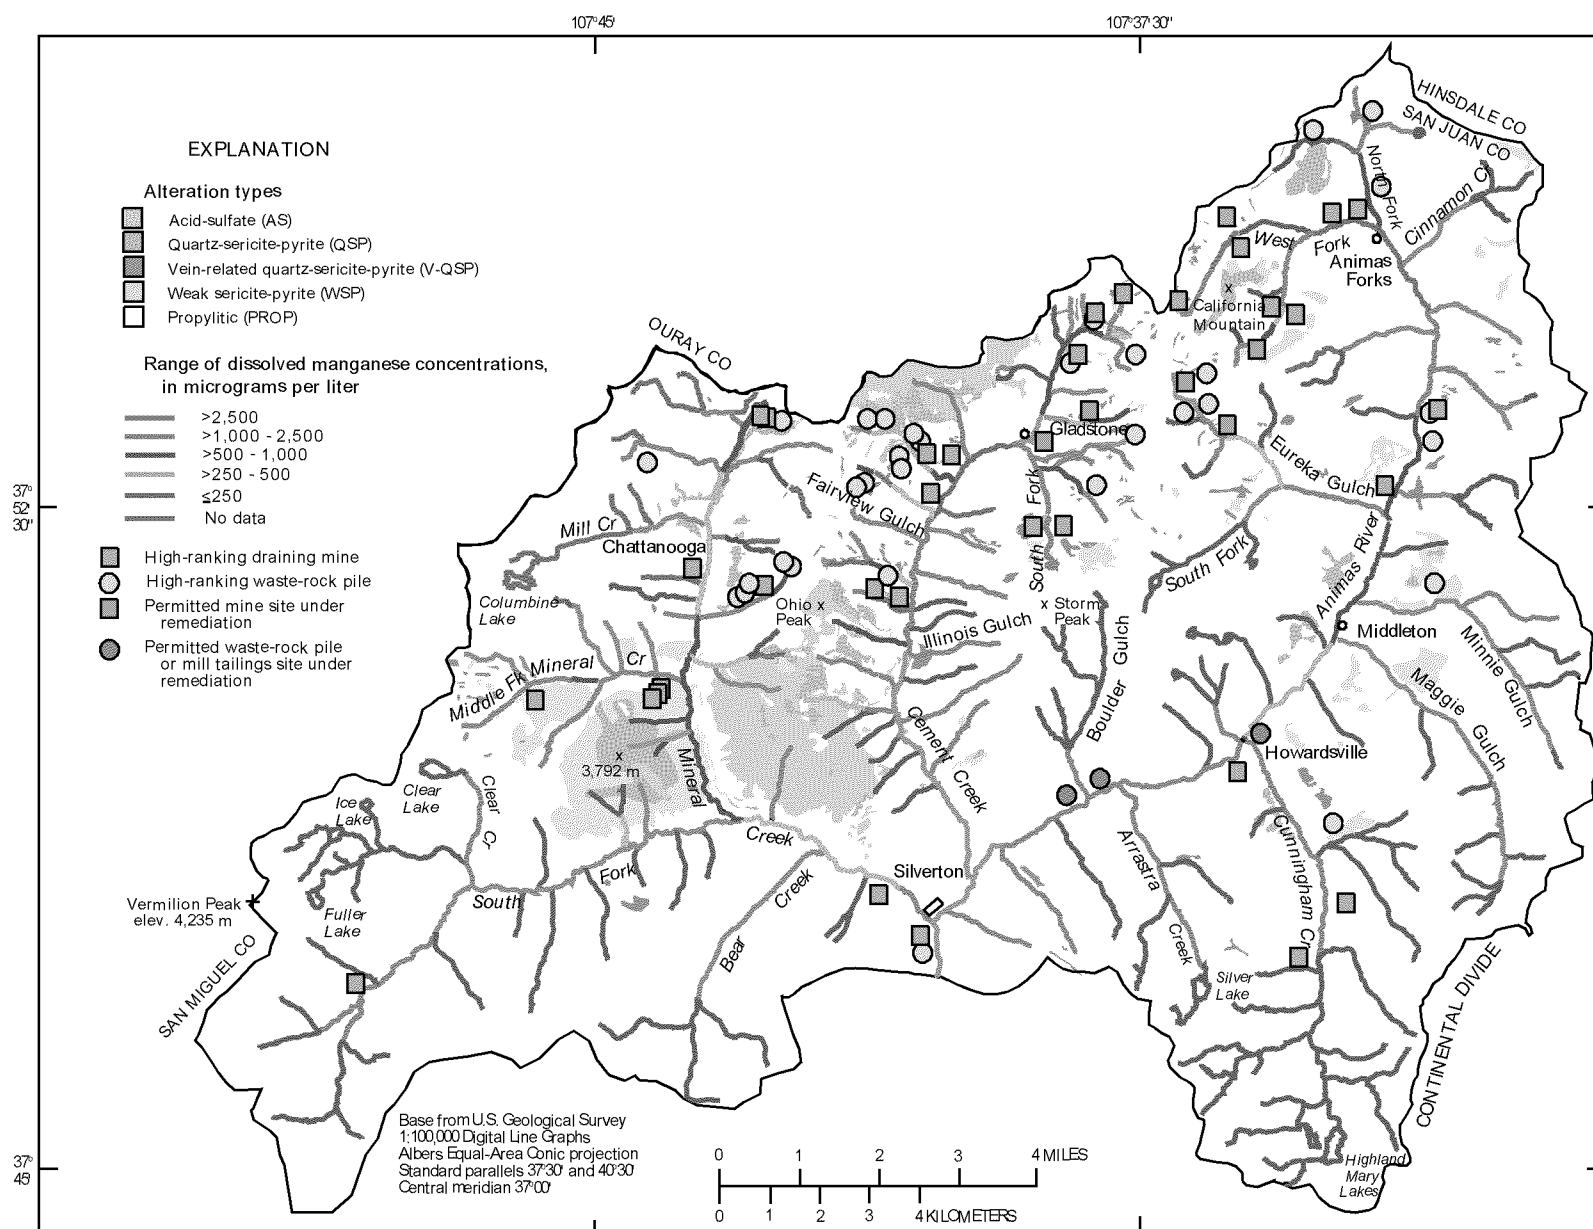 107°45'
107°37'30"
HINSDALE CO
SAN JUAN CO
EXPLANATION
Alteration types
Acid-sulfate (AS)
Quartz-sericite-pyrite (QSP)
Vein-related quartz-sericite-pyrite (V-QSP)
Weak sericite-pyrite (WSP)
Propylitic (PROP)
Range of dissolved manganese concentrations,
in micrograms per liter
>2,500
>1,000 - 2,500
>500 - 1,000
>250 - 500
≤250
No data
High-ranking draining mine
High-ranking waste-rock pile
Permitted mine site under
remediation
Permitted waste-rock pile
or mill tailings site under
remediation
North Fork
Cinnamon Cr
West Fork
Animas
Forks
x
California
Mountain
OURAY CO
Gladstone
Eureka Gulch
37°
52'
30"
Fairview Gulch
South Fork
Mill Cr
Chattanooga
South Fork
Animas River
Columbine
Lake
Ohio x
Peak
x Storm
Peak
Illinois Gulch
Boulder Gulch
Middleton
Minnie Gulch
Maggie Gulch
Middle Fk Mineral Cr
Cement Creek
Howardsville
x
3,792 m
Mineral
Creek
Clear
Lake
Clear Cr
Ice
Lake
Arrastra Creek
Cunningham Cr
Silverton
South Fork
Bear Creek
Vermilion Peak
elev. 4,235 m
Fuller
Lake
SAN MIGUEL CO
Silver
Lake
CONTINENTAL DIVIDE
Base from U.S. Geological Survey
1:100,000 Digital Line Graphs
Albers Equal-Area Conic projection
Standard parallels 37°30' and 40°30'
Central meridian 37°00'
37°
45'
0 1 2 3 4 MILES
0 1 2 3 4 KILOMETERS
Highland
Mary
Lakes